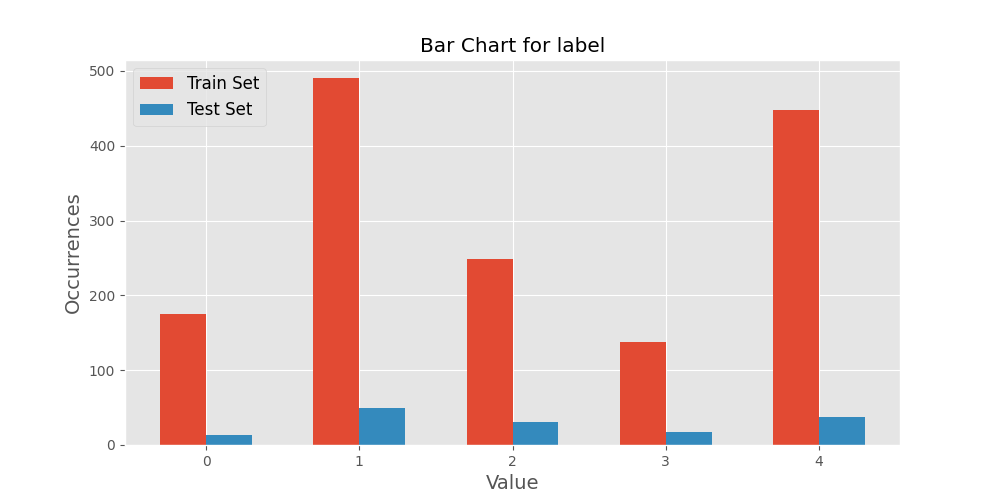 Bar Chart for label
Train Set
Test Set
500
400
300
200
100
0
Occurrences
0 1 2 3 4
Value